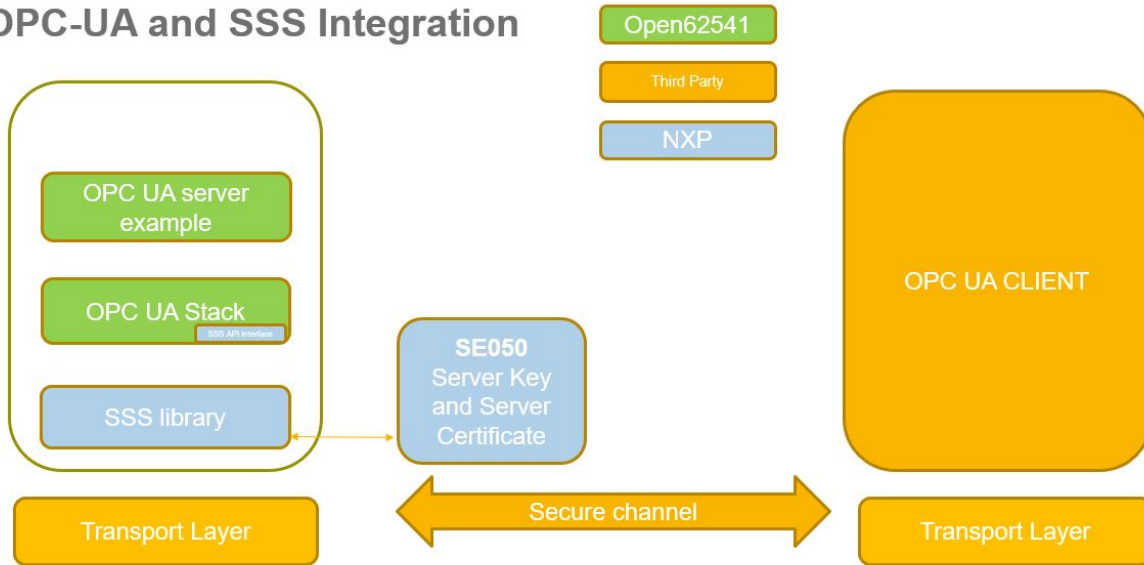 OPC-UA and SSS Integration
Open62541
Third Party
NXP
OPC UA server
example
OPC UA Stack
SSS API interface
SSS library
SE050
Server Key
and Server
Certificate
OPC UA CLIENT
Secure channel
Transport Layer
Transport Layer